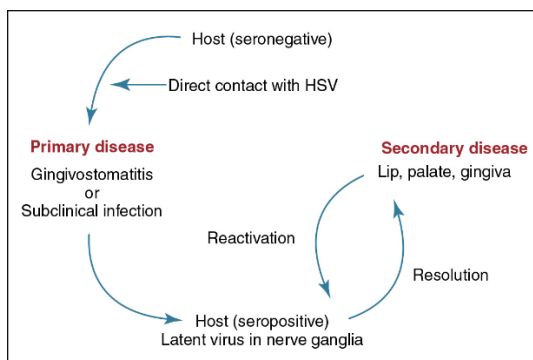 Host (seronegative)
Direct contact with HSV
Primary disease
Gingivostomatitis
or
Subclinical infection
Secondary disease
Lip, palate, gingiva
Reactivation
Resolution
Host (seropositive)
Latent virus in nerve ganglia